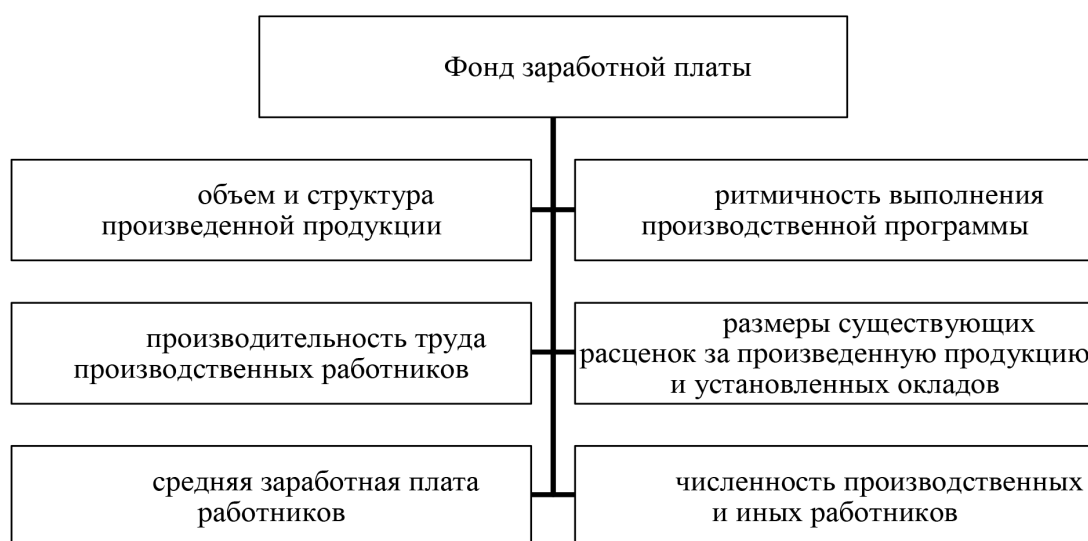 Фонд заработной платы
объем и структура
произведенной продукции
ритмичность выполнения
производственной программы
производительность труда
производственных работников
размеры существующих
расценок за произведенную продукцию
и установленных окладов
средняя заработная плата
работников
численность производственных
и иных работников